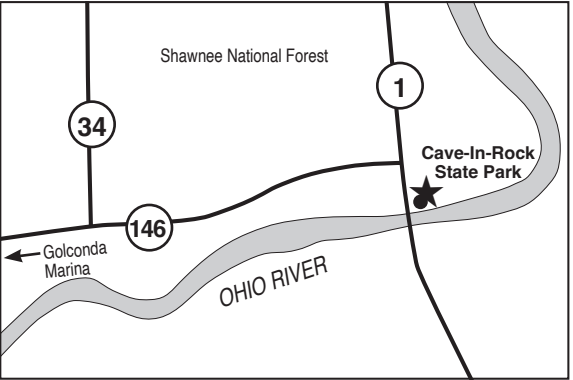 Shawnee National Forest
1
34
Cave-In-Rock
State Park
146
Golconda
Marina
OHIO RIVER